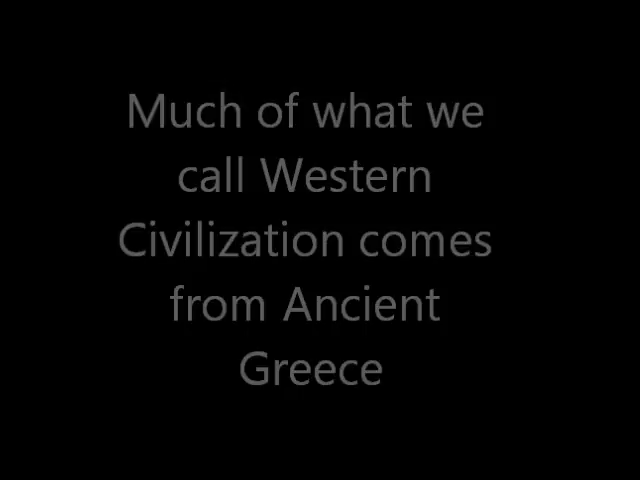 Much of what we
call Western
Civilization comes
from Ancient
Greece